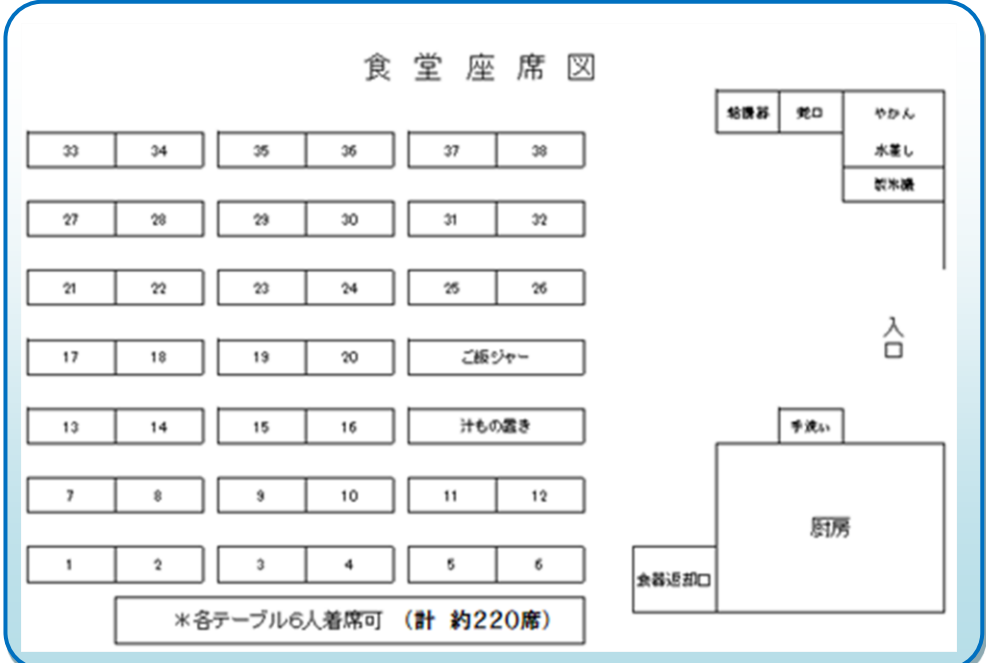 食堂座席図
給湯器 蛇口 やかん
水差し
製氷機
33 34 35 36 37 38
27 28 29 30 31 32
21 22 23 24 25 26
入口
17 18 19 20 ご飯ジャー
13 14 15 16 汁もの置き
手洗い
7 8 9 10 11 12
厨房
1 2 3 4 5 6
食器返却口
*各テーブル6人着席可 (計 約220席)